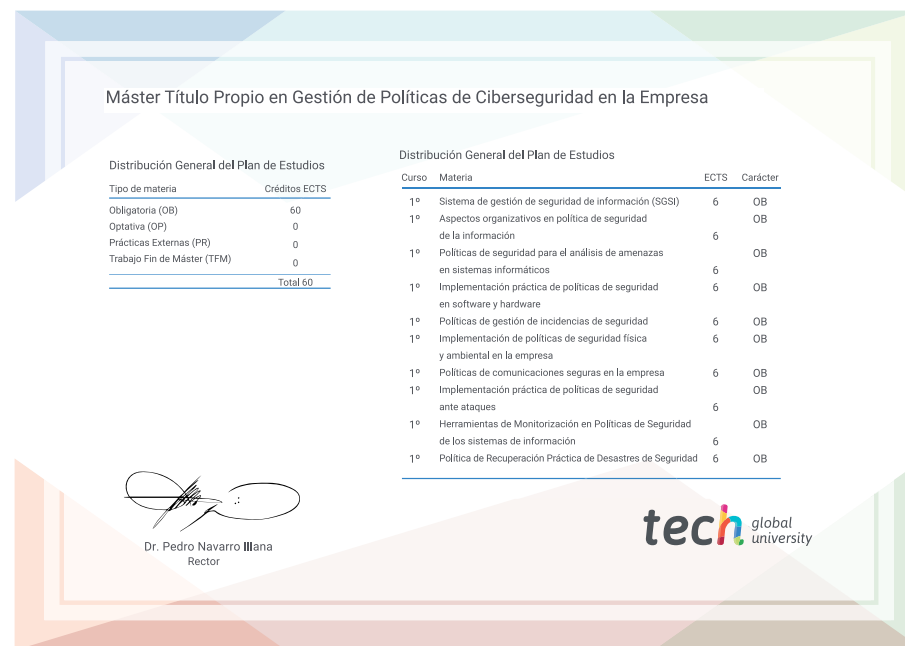 Máster Título Propio en Gestión de Políticas de Ciberseguridad en la Empresa
Distribución General del Plan de Estudios
Tipo de materia Créditos ECTS
Obligatoria (OB) 60
Optativa (OP) 0
Prácticas Externas (PR) 0
Trabajo Fin de Máster (TFM) 0
Total 60
Distribución General del Plan de Estudios
Curso Materia ECTS Carácter
1º Sistema de gestión de seguridad de información (SGSI) 6 OB
1º Aspectos organizativos en política de seguridad OB
de la información 6
1º Políticas de seguridad para el análisis de amenazas OB
en sistemas informáticos 6
1º Implementación práctica de políticas de seguridad 6 OB
en software y hardware
1º Políticas de gestión de incidencias de seguridad 6 OB
1º Implementación de políticas de seguridad física 6 OB
y ambiental en la empresa
1º Políticas de comunicaciones seguras en la empresa 6 OB
1º Implementación práctica de políticas de seguridad OB
ante ataques 6
1º Herramientas de Monitorización en Políticas de Seguridad OB
de los sistemas de información 6
1º Política de Recuperación Práctica de Desastres de Seguridad 6 OB
Dr. Pedro Navarro Illana
Rector
tech global
university